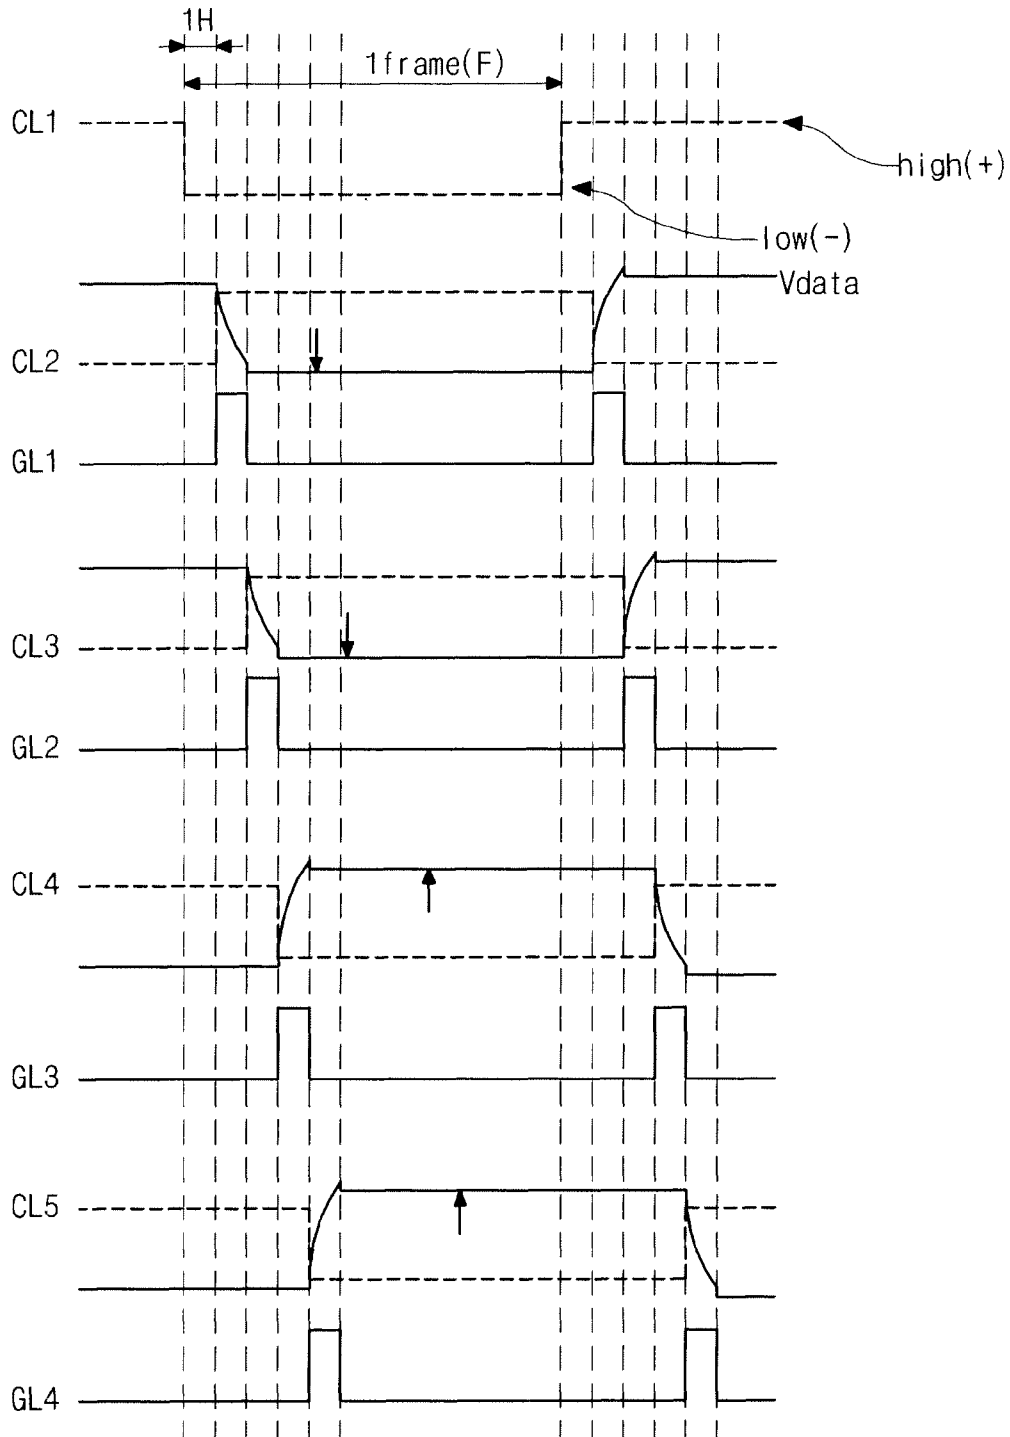 1H
1frame(F)
CL1
high(+)
low(-)
Vdata
CL2
GL1
CL3
GL2
CL4
GL3
CL5
GL4